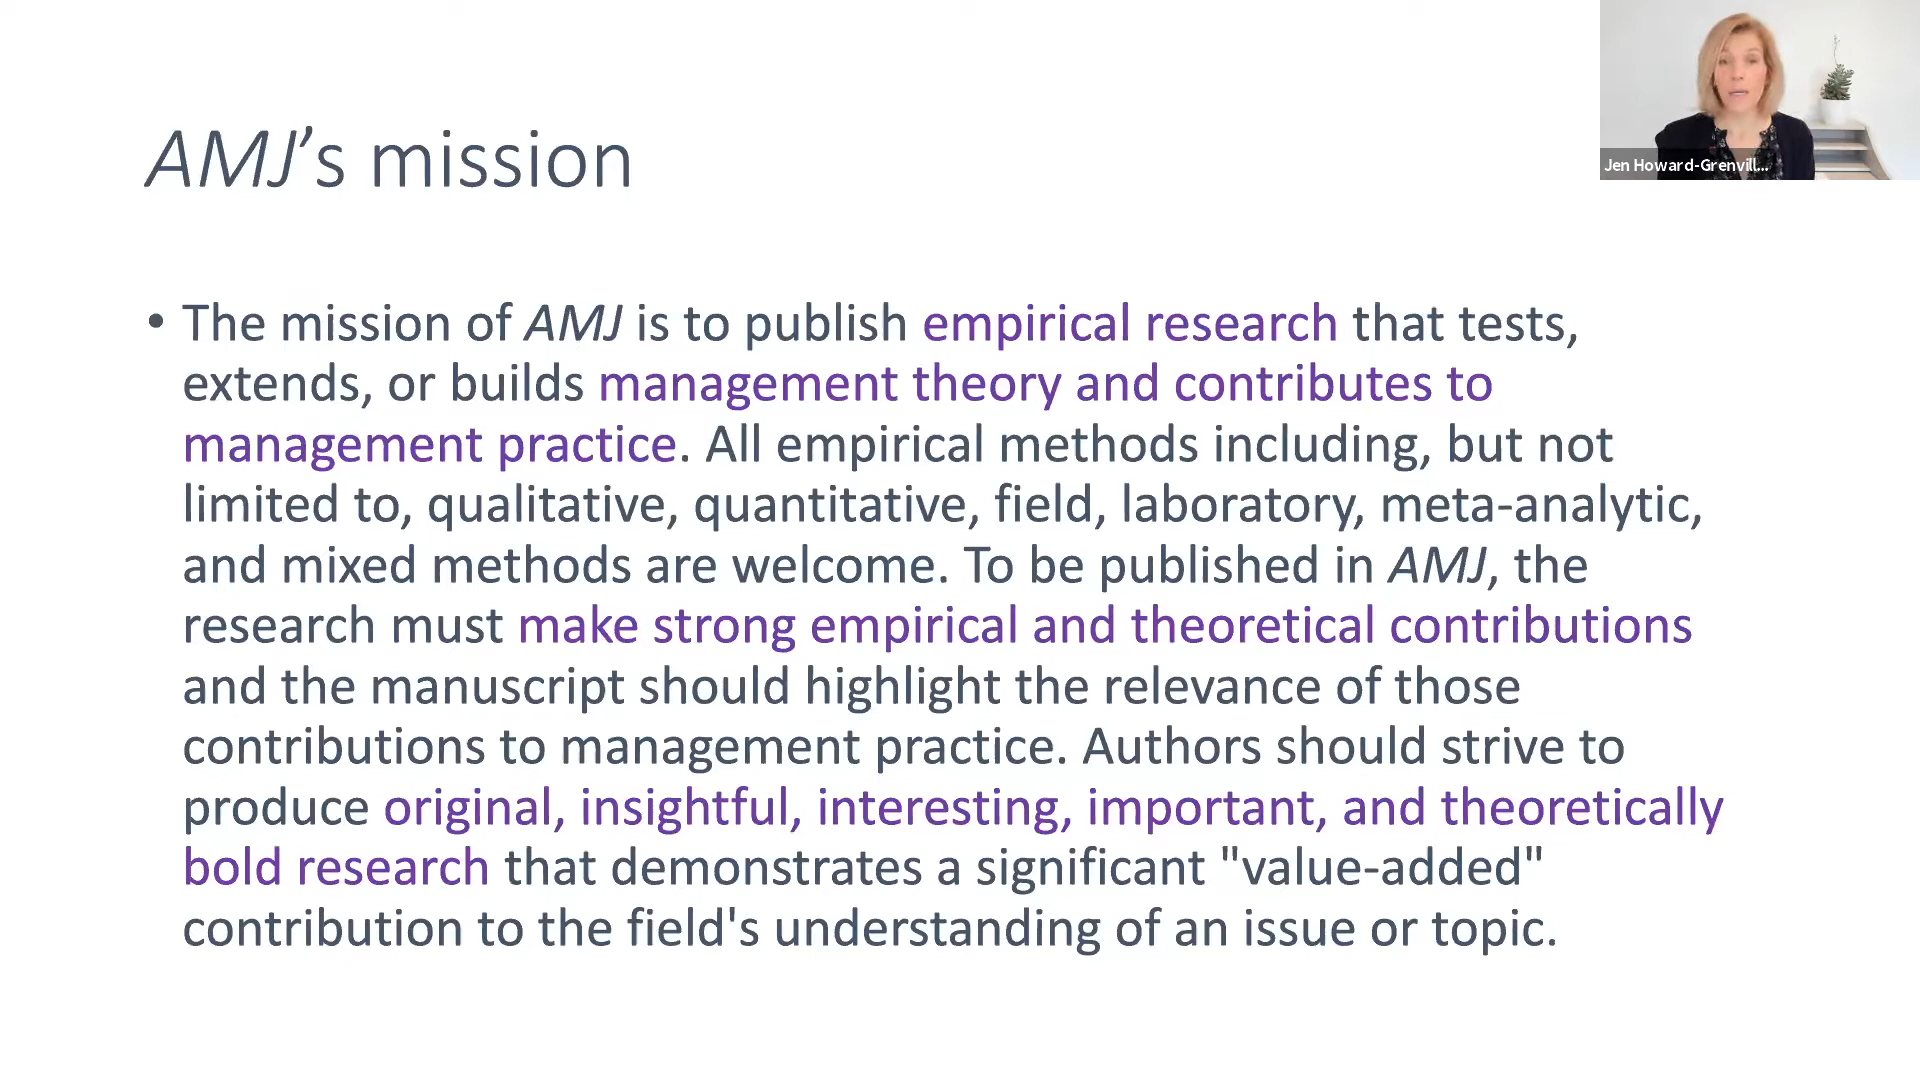 Jen Howard-Grenvill...
AMJ’s mission
• The mission of AMJ is to publish empirical research that tests,
extends, or builds management theory and contributes to
management practice. All empirical methods including, but not
limited to, qualitative, quantitative, field, laboratory, meta-analytic,
and mixed methods are welcome. To be published in AMJ, the
research must make strong empirical and theoretical contributions
and the manuscript should highlight the relevance of those
contributions to management practice. Authors should strive to
produce original, insightful, interesting, important, and theoretically
bold research that demonstrates a significant "value-added"
contribution to the field's understanding of an issue or topic.